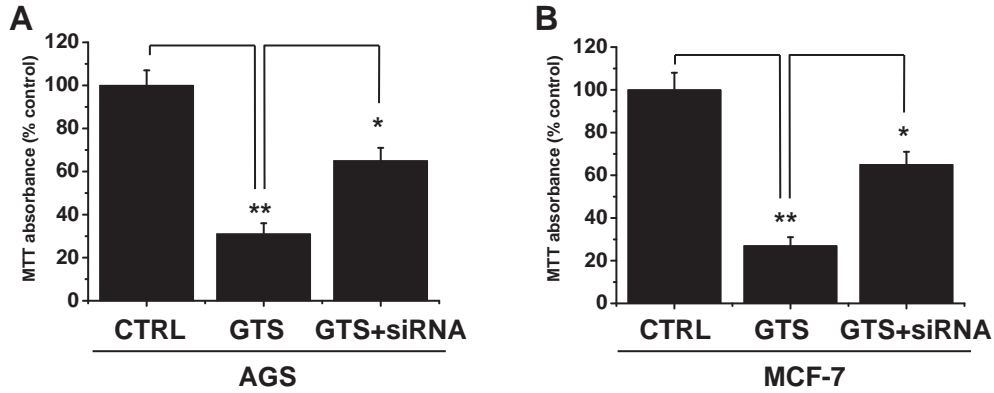 A
MTT absorbance (% control)
120
100
80
60
40
20
0
**
*
CTRL GTS GTS+siRNA
AGS
B
MTT absorbance (% control)
120
100
80
60
40
20
0
**
*
CTRL GTS GTS+siRNA
MCF-7